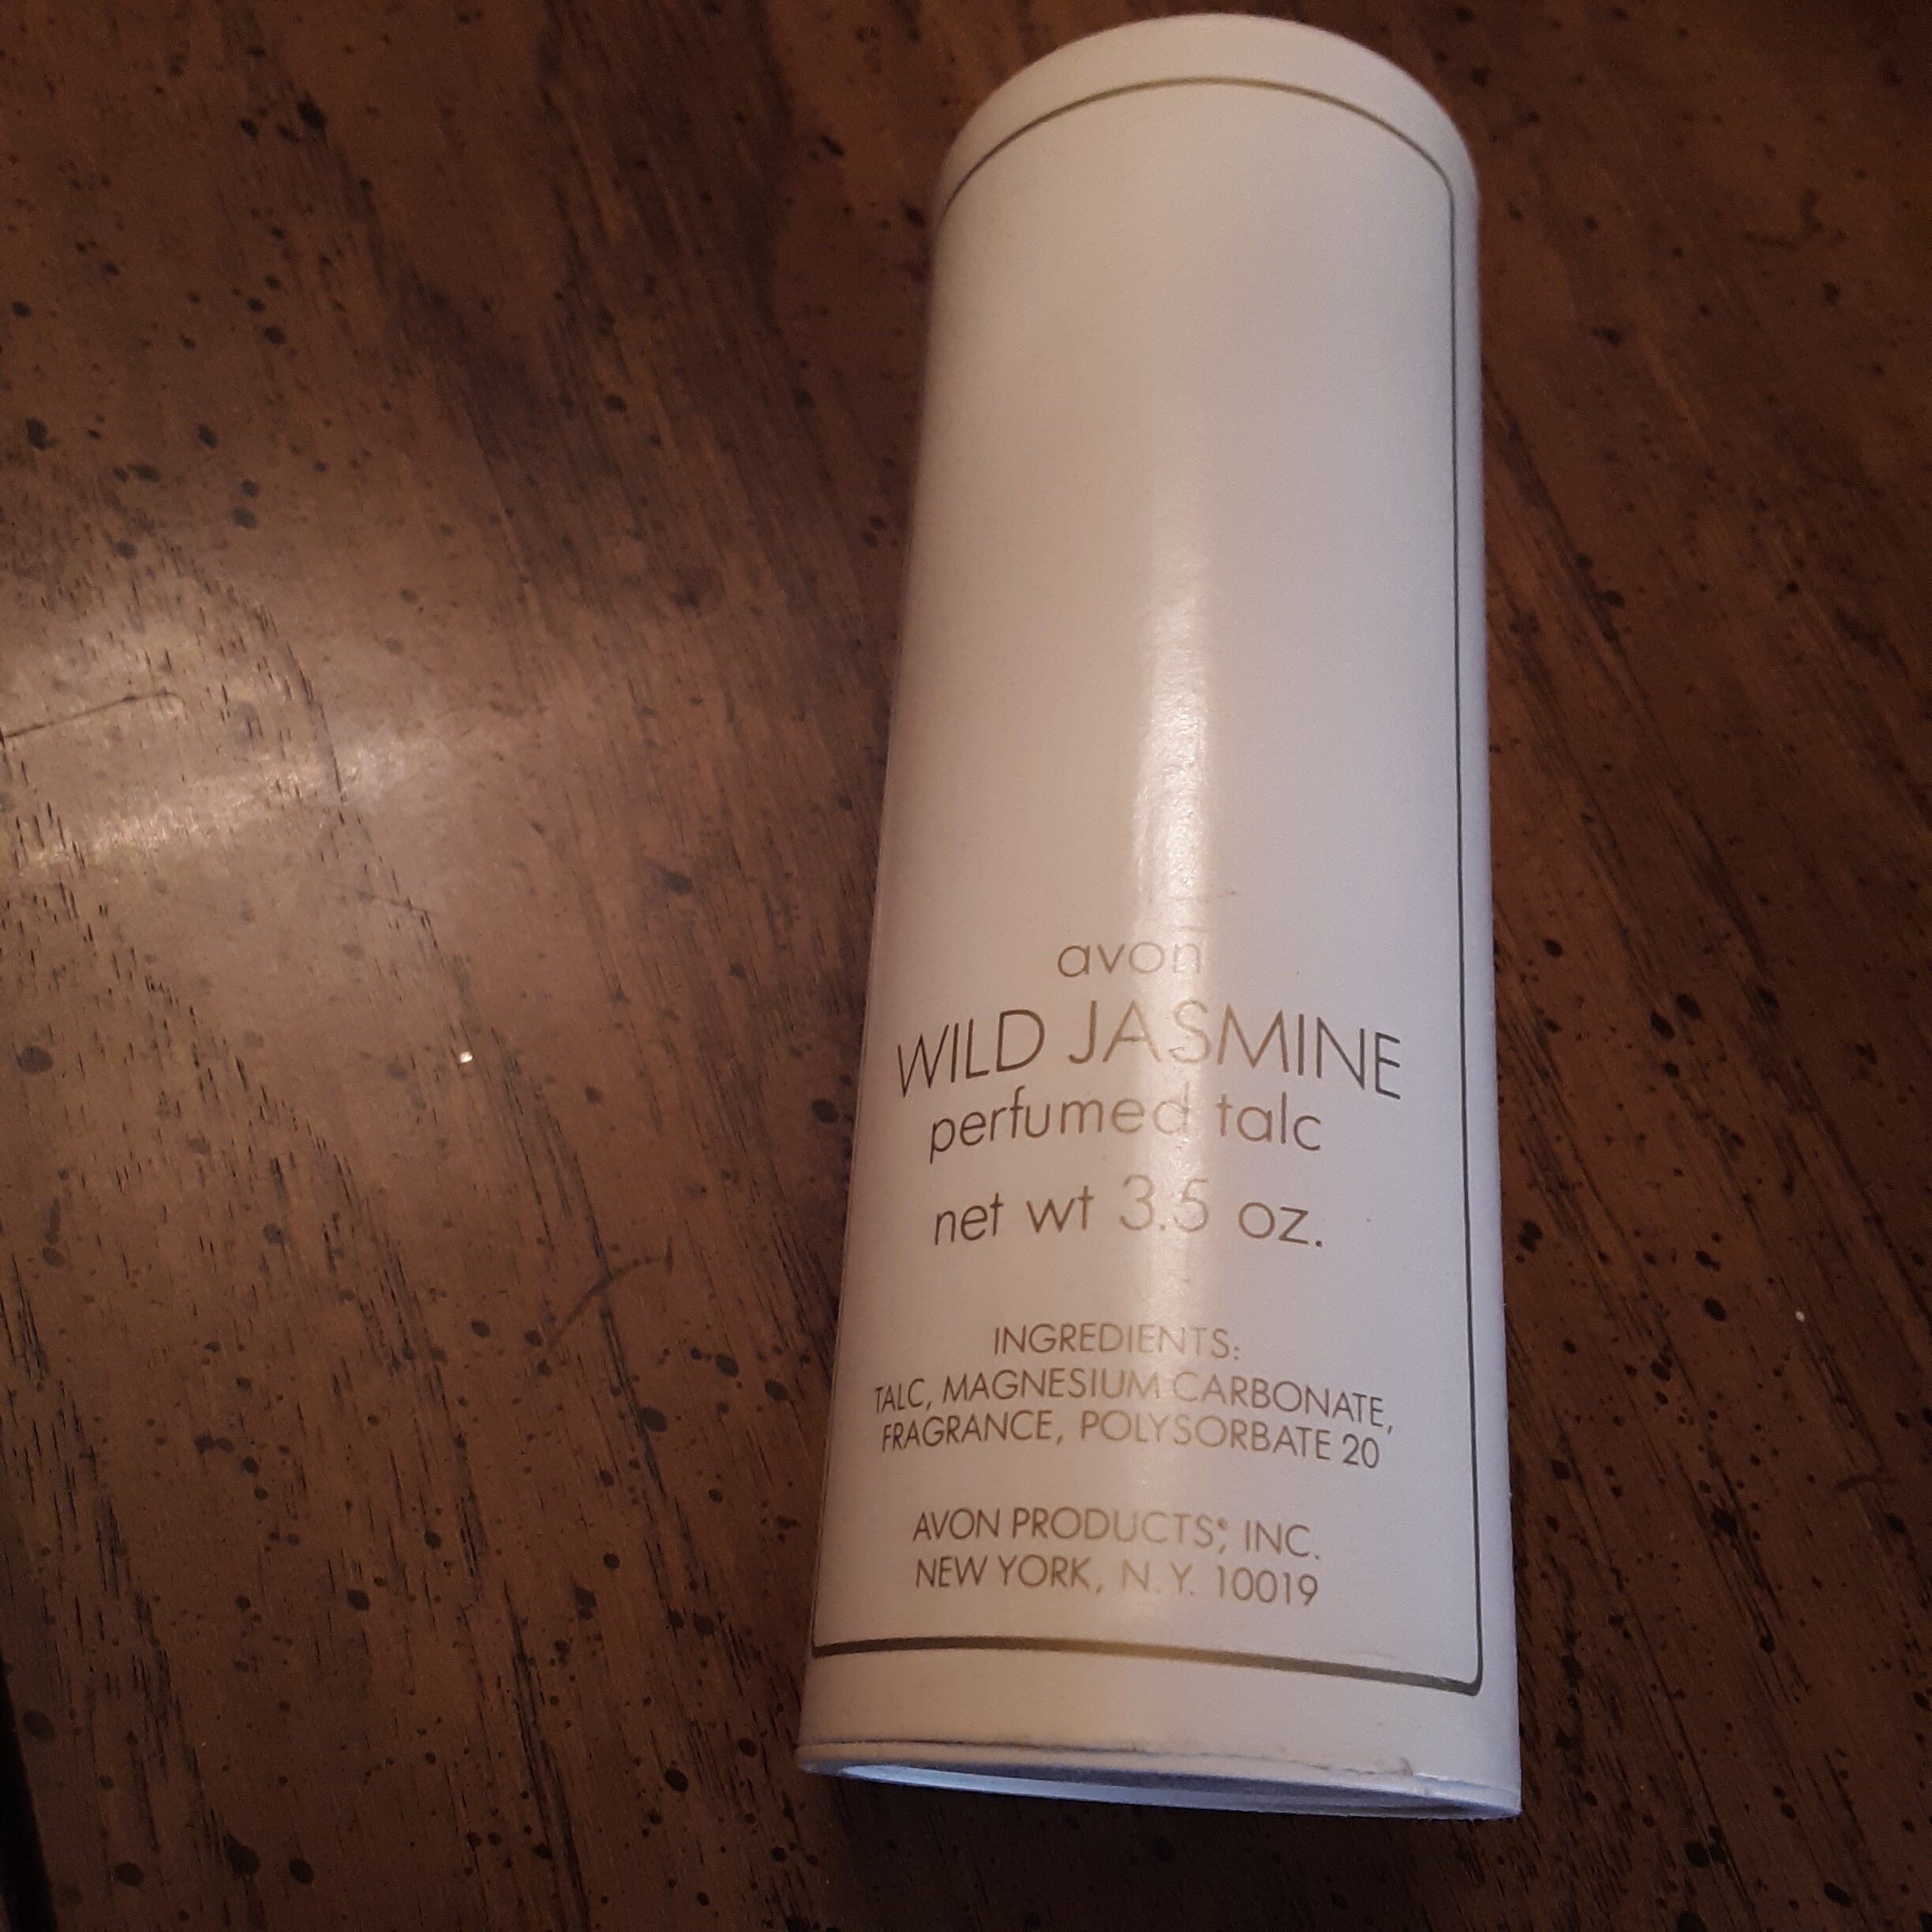 avon
WILD JASMINE
perfumed talc
net wt 3.5 oz.
INGREDIENTS:
TALC, MAGNESIUM CARBONATE,
FRAGRANCE, POLYSORBATE 20
AVON PRODUCTS®, INC.
NEW YORK, N.Y. 10019